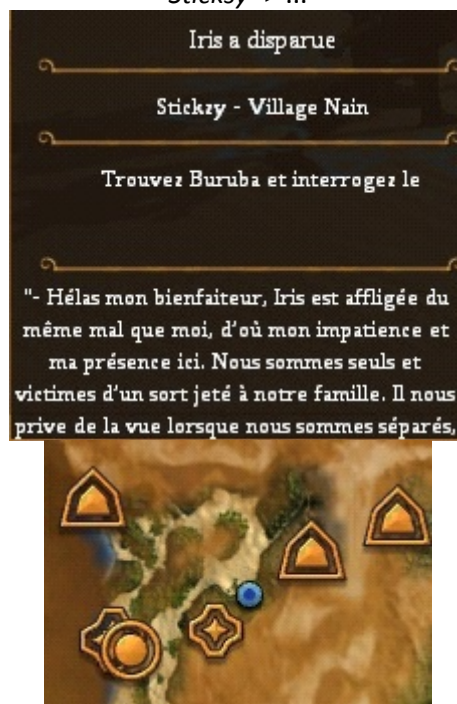 Iris a disparue
Stickzy - Village Nain
Trouvez Buruba et interrogez le
"- Hélas mon bienfaiteur, Iris est affligée du
même mal que moi, d'où mon impatience et
ma présence ici. Nous sommes seuls et
victimes d'un sort jeté à notre famille. Il nous
prive de la vue lorsque nous sommes séparés,